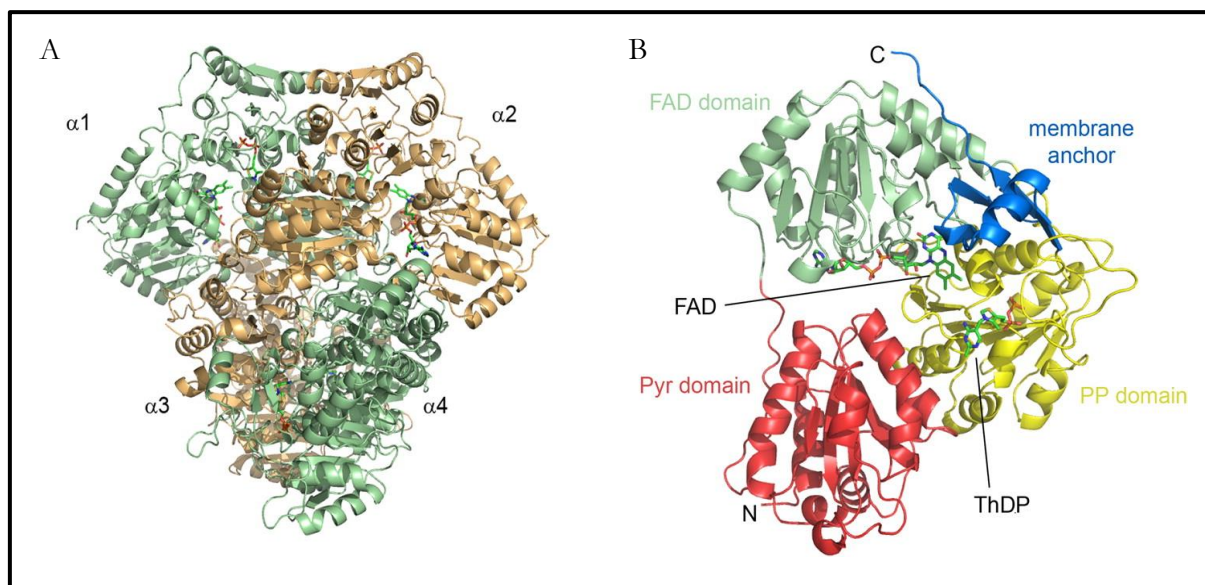 A
α1
α2
α3
α4
B
C
FAD domain
membrane
anchor
FAD
Pyr domain
PP domain
N
ThDP